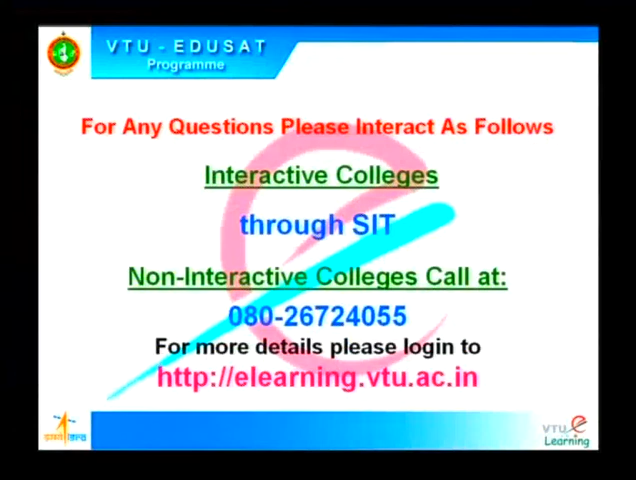 VTU - EDUSAT
Programme
For Any Questions Please Interact As Follows
Interactive Colleges
through SIT
Non-Interactive Colleges Call at:
080-26724055
For more details please login to
http://elearning.vtu.ac.in
VTU e
Learning